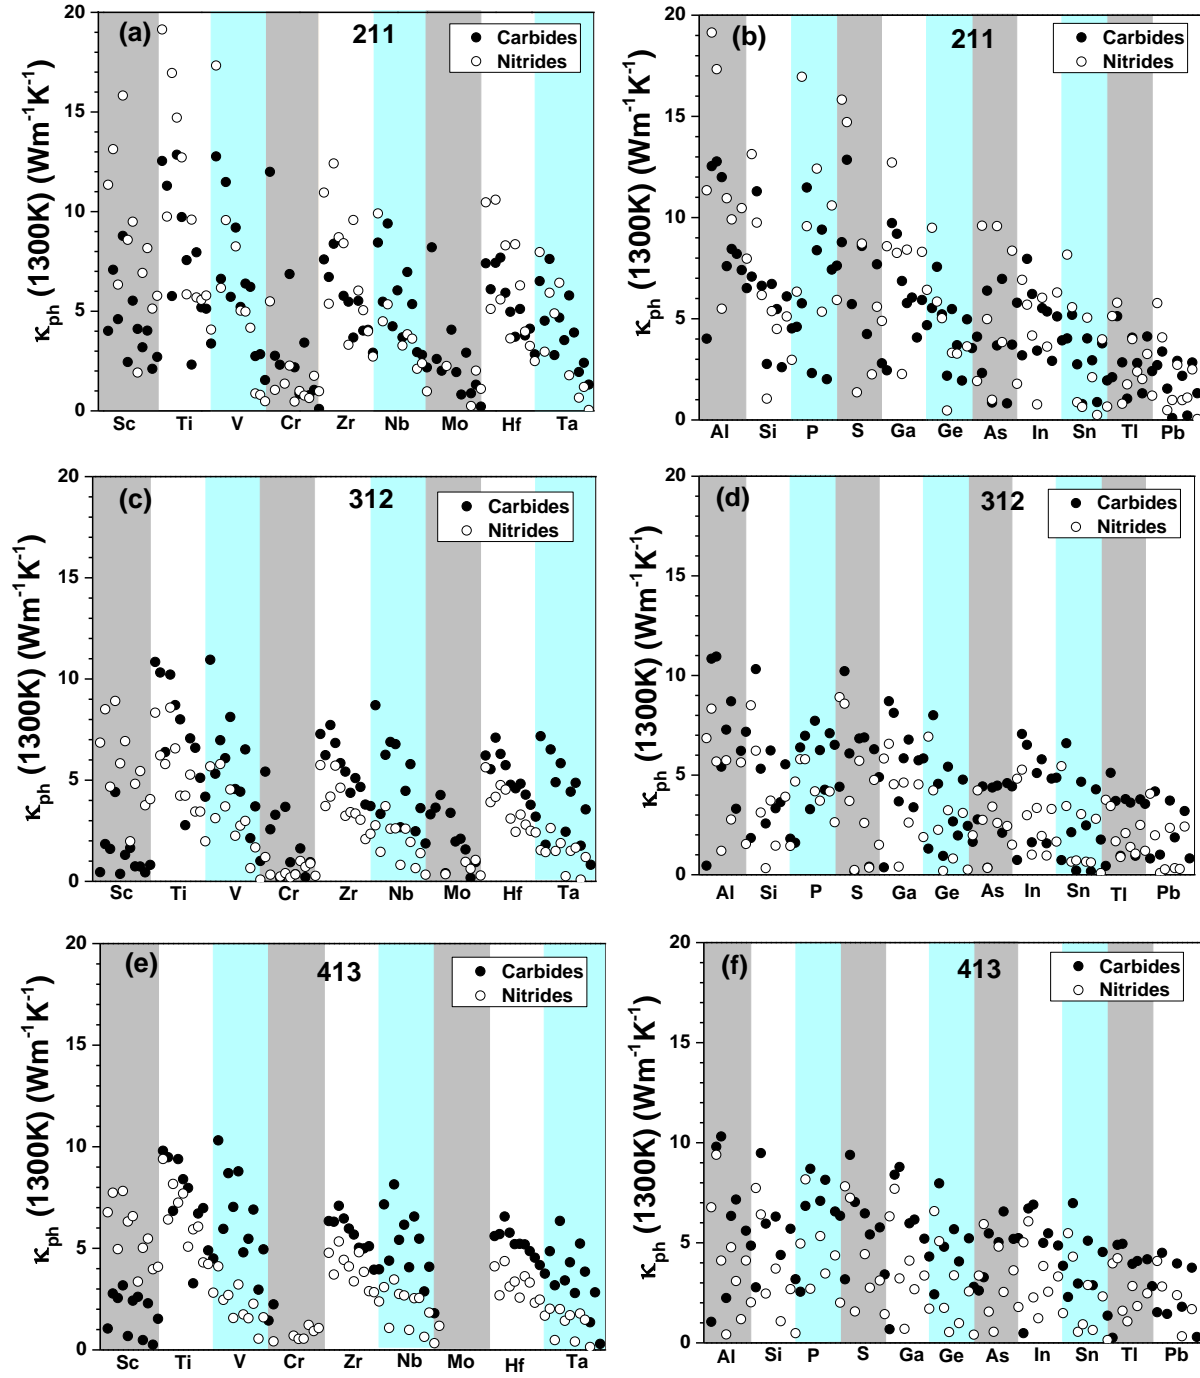 (a)
211
Carbides
Nitrides
κph (1300K) (Wm-1K-1)
20
15
10
5
0
Sc Ti V Cr Zr Nb Mo Hf Ta
(b)
211
Carbides
Nitrides
κph (1300K) (Wm-1K-1)
20
15
10
5
0
Al Si P S Ga Ge As In Sn Tl Pb
(c)
312
Carbides
Nitrides
κph (1300K) (Wm-1K-1)
20
15
10
5
0
Sc Ti V Cr Zr Nb Mo Hf Ta
(d)
312
Carbides
Nitrides
κph (1300K) (Wm-1K-1)
20
15
10
5
0
Al Si P S Ga Ge As In Sn Tl Pb
(e)
413
Carbides
Nitrides
κph (1300K) (Wm-1K-1)
20
15
10
5
0
Sc Ti V Cr Zr Nb Mo Hf Ta
(f)
413
Carbides
Nitrides
κph (1300K) (Wm-1K-1)
20
15
10
5
0
Al Si P S Ga Ge As In Sn Tl Pb